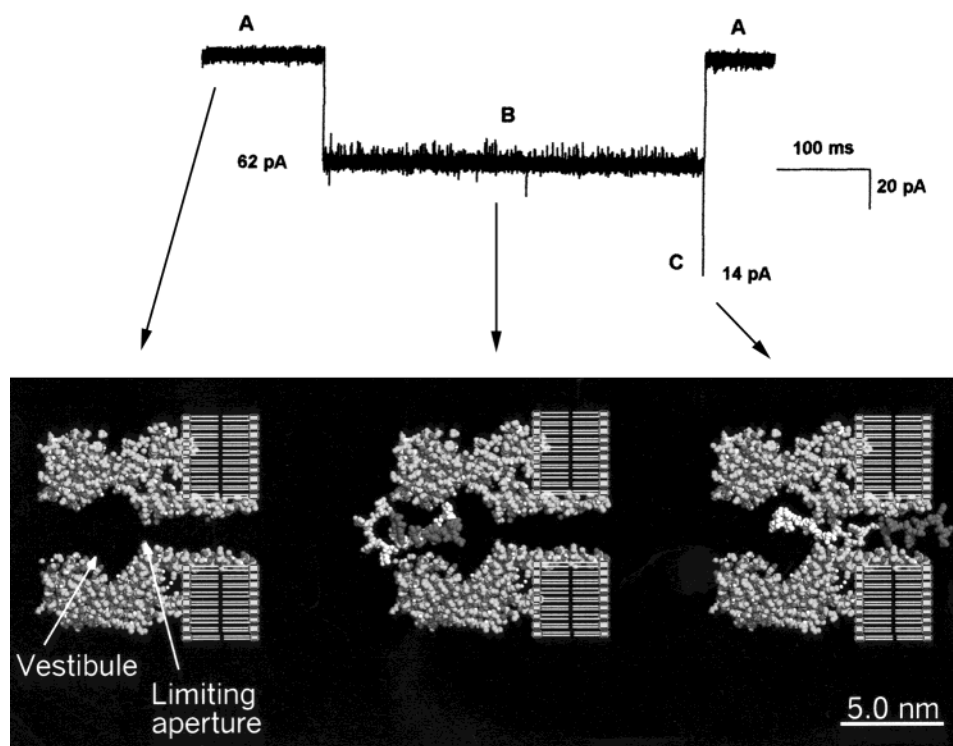 A
A
B
100 ms
62 pA
20 pA
C
14 pA
Vestibule
Limiting
aperture
5.0 nm